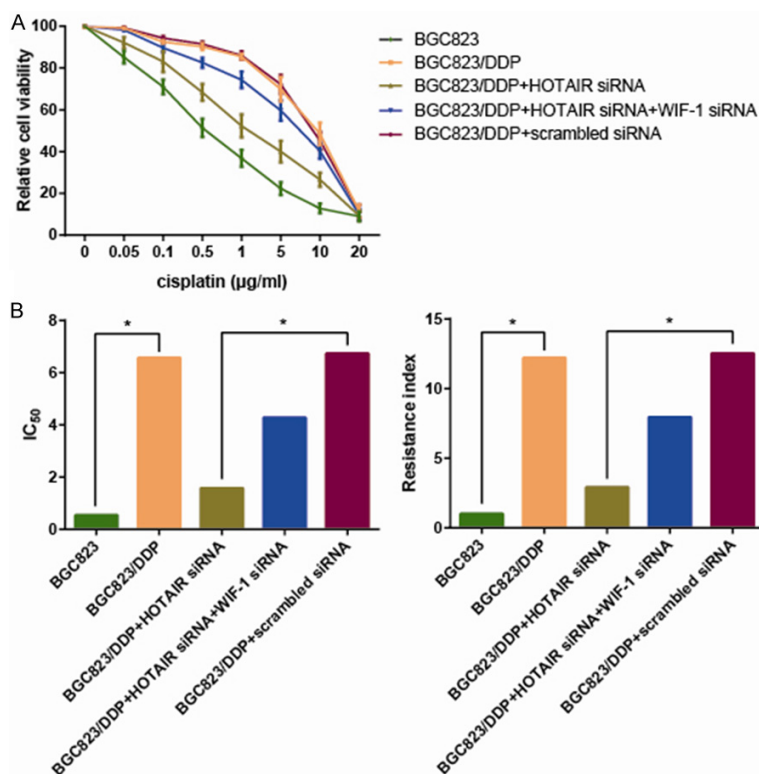 A
100
80
60
40
20
0
Relative cell viability
0 0.05 0.1 0.5 1 5 10 20
cisplatin (µg/ml)
BGC823
BGC823/DDP
BGC823/DDP+HOTAIR siRNA
BGC823/DDP+HOTAIR siRNA+WIF-1 siRNA
BGC823/DDP+scrambled siRNA
B
8
6
4
2
0
IC50
*
*
BGC823
BGC823/DDP
BGC823/DDP+HOTAIR siRNA
BGC823/DDP+HOTAIR siRNA+WIF-1 siRNA
BGC823/DDP+scrambled siRNA
15
10
5
0
Resistance index
*
*
BGC823
BGC823/DDP
BGC823/DDP+HOTAIR siRNA
BGC823/DDP+HOTAIR siRNA+WIF-1 siRNA
BGC823/DDP+scrambled siRNA